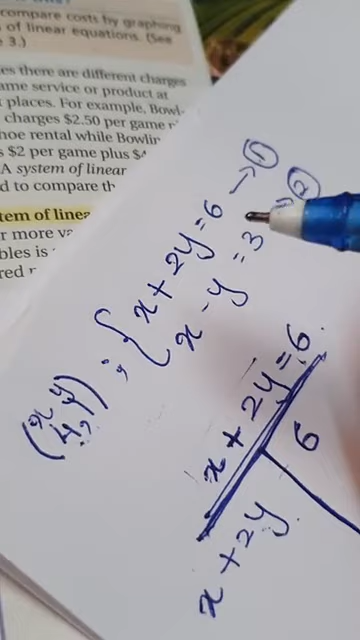 compare costs by graphing
of linear equations. (See
3.)
es there are different charges
ame service or product at
places. For example, Bowl-
charges $2.50 per game
hoe rental while Bowlin
$2 per game plus $
A system of linear
d to compare th
tem of linea
r more va
bles is
red
(4, 1) ; { x + 2y = 6 → ①
x y
x - y = 3 → ②
x + 2y = 6
x + 2y | 6